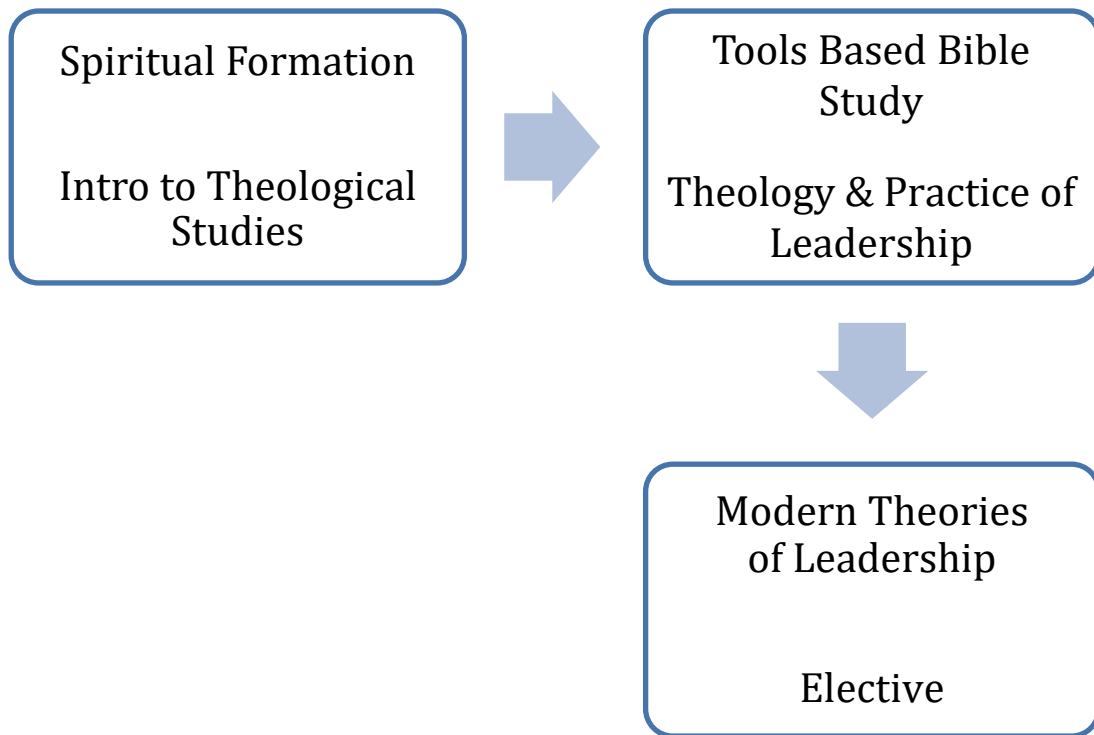 Spiritual Formation
Intro to Theological
Studies
Tools Based Bible
Study
Theology & Practice of
Leadership
Modern Theories
of Leadership
Elective